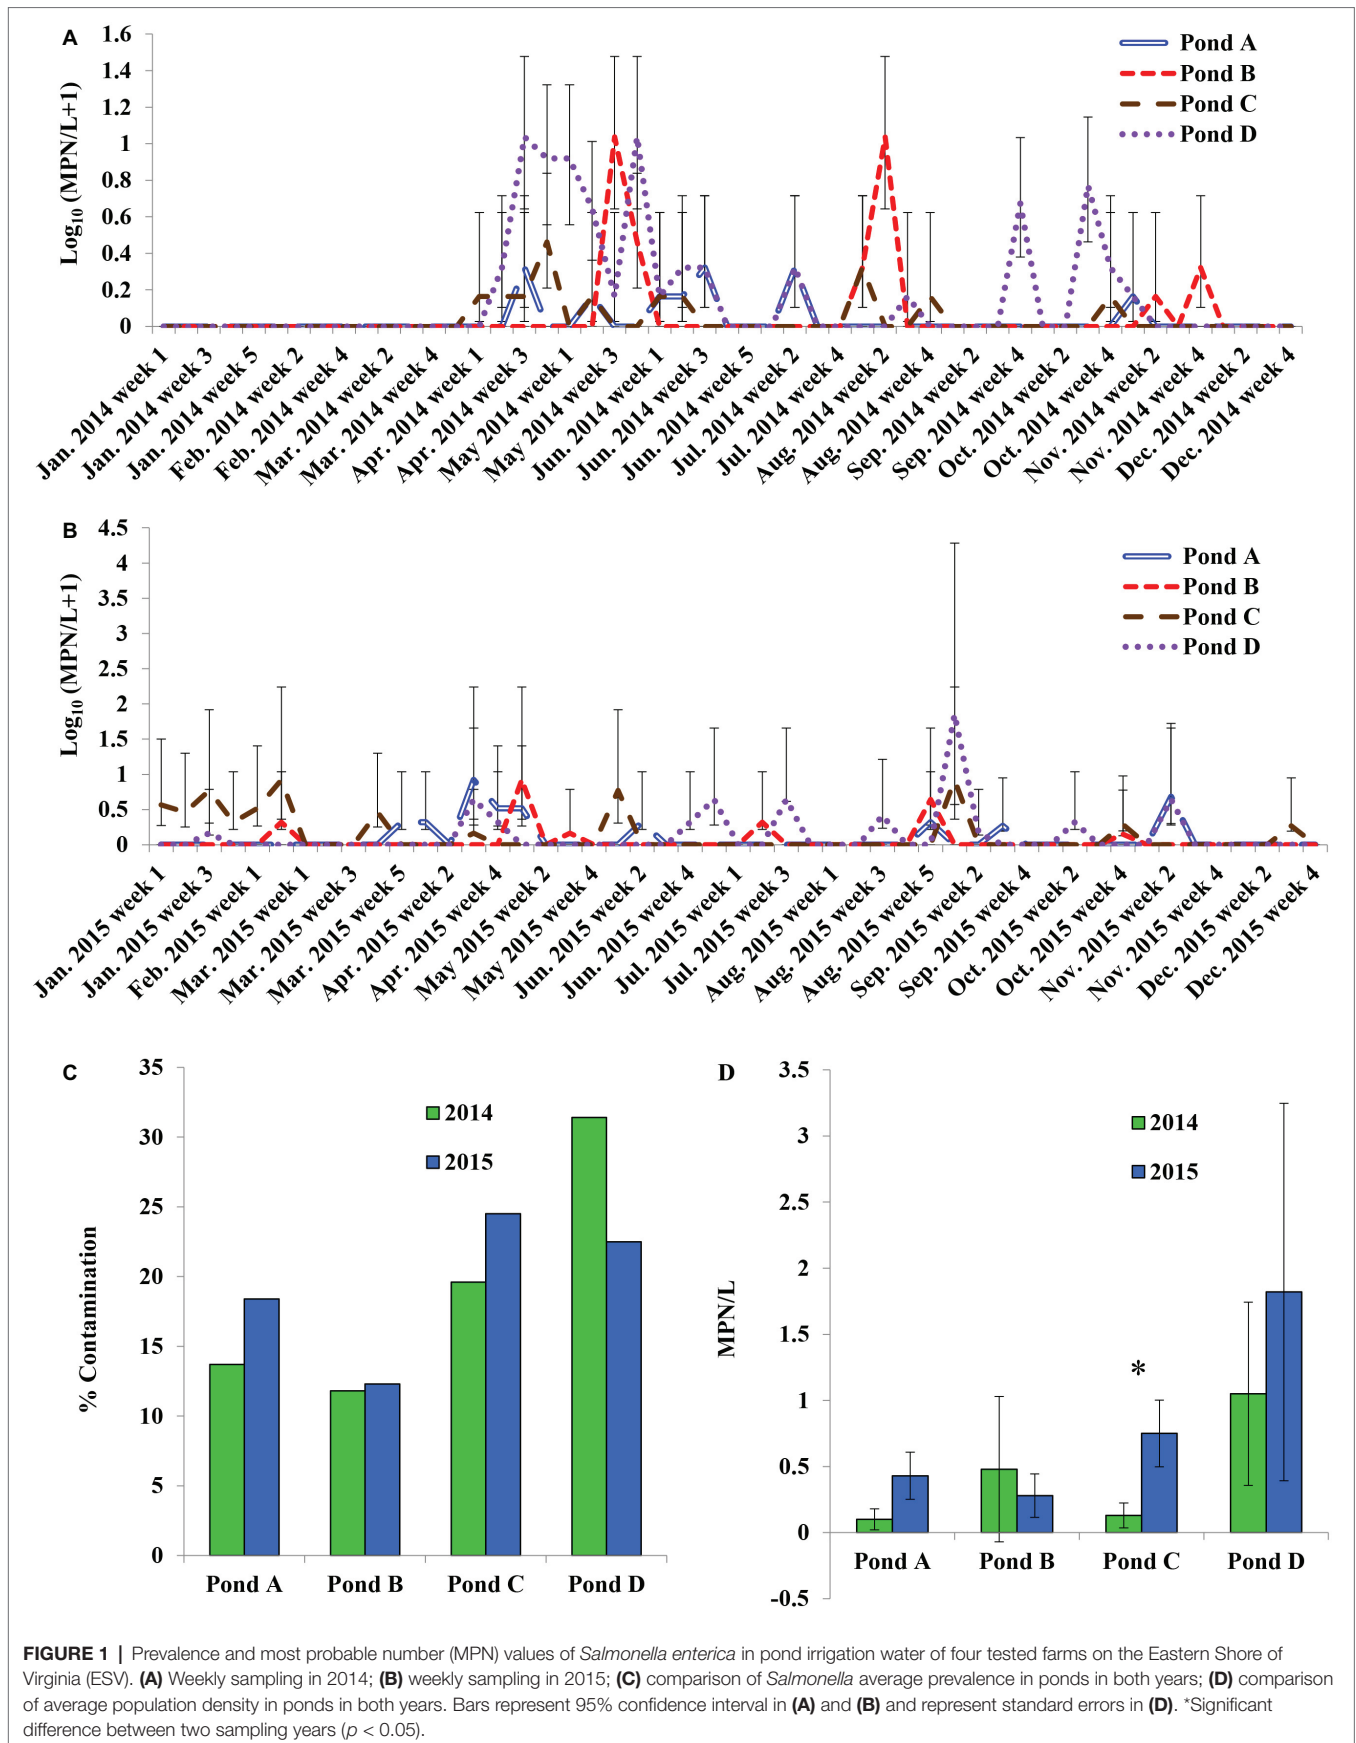 A
1.6
1.4
1.2
1
0.8
0.6
0.4
0.2
0
Log10 (MPN/L+1)
Pond A
Pond B
Pond C
Pond D
Jan. 2014 week 1
Jan. 2014 week 3
Jan. 2014 week 5
Feb. 2014 week 2
Feb. 2014 week 4
Mar. 2014 week 2
Mar. 2014 week 4
Apr. 2014 week 1
Apr. 2014 week 3
May 2014 week 1
May 2014 week 3
Jun. 2014 week 1
Jun. 2014 week 3
Jun. 2014 week 5
Jul. 2014 week 2
Jul. 2014 week 4
Aug. 2014 week 2
Aug. 2014 week 4
Sep. 2014 week 2
Sep. 2014 week 4
Oct. 2014 week 2
Oct. 2014 week 4
Nov. 2014 week 2
Nov. 2014 week 4
Dec. 2014 week 2
Dec. 2014 week 4
B
4.5
4
3.5
3
2.5
2
1.5
1
0.5
0
Log10 (MPN/L+1)
Pond A
Pond B
Pond C
Pond D
Jan. 2015 week 1
Jan. 2015 week 3
Feb. 2015 week 1
Mar. 2015 week 1
Mar. 2015 week 3
Mar. 2015 week 5
Apr. 2015 week 2
Apr. 2015 week 4
May 2015 week 2
May 2015 week 4
Jun. 2015 week 2
Jun. 2015 week 4
Jul. 2015 week 1
Jul. 2015 week 3
Aug. 2015 week 1
Aug. 2015 week 3
Aug. 2015 week 5
Sep. 2015 week 2
Sep. 2015 week 4
Oct. 2015 week 2
Oct. 2015 week 4
Nov. 2015 week 2
Nov. 2015 week 4
Dec. 2015 week 2
Dec. 2015 week 4
C
35
30
25
20
15
10
5
0
% Contamination
2014
2015
Pond A
Pond B
Pond C
Pond D
D
3.5
3
2.5
2
1.5
1
0.5
0
-0.5
MPN/L
2014
2015
*
Pond A
Pond B
Pond C
Pond D
FIGURE 1 | Prevalence and most probable number (MPN) values of Salmonella enterica in pond irrigation water of four tested farms on the Eastern Shore of
Virginia (ESV). (A) Weekly sampling in 2014; (B) weekly sampling in 2015; (C) comparison of Salmonella average prevalence in ponds in both years; (D) comparison
of average population density in ponds in both years. Bars represent 95% confidence interval in (A) and (B) and represent standard errors in (D). *Significant
difference between two sampling years (p < 0.05).